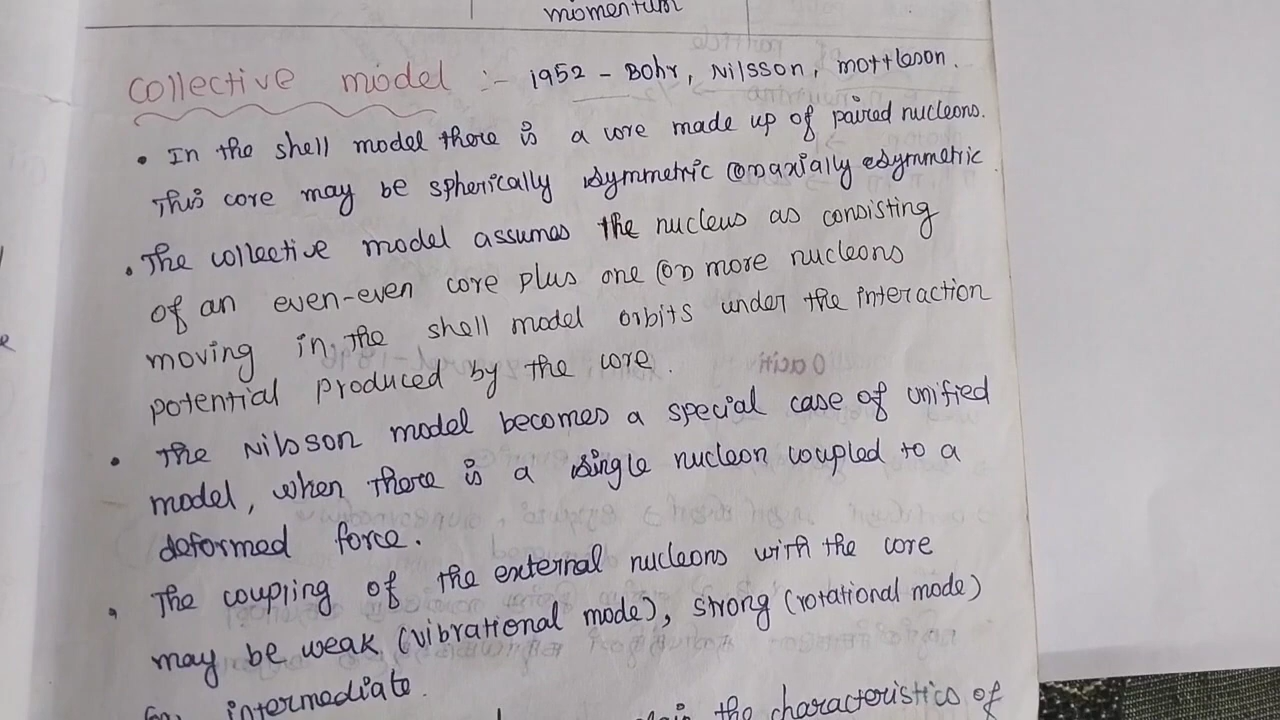 momentum
collective model :- 1952 - Bohr, Nilsson, mottleson.
• In the shell model there is a core made up of paired nucleons.
This core may be spherically symmetric (or) axially asymmetric
• The collective model assumes the nucleus as consisting
of an even-even core plus one (or) more nucleons
moving in the shell model orbits under the interaction
potential produced by the core.
• The Nilsson model becomes a special case of unified
model, when there is a single nucleon coupled to a
deformed force.
• The coupling of the external nucleons with the core
may be weak (vibrational mode), strong (rotational mode)
(or) intermediate.
the characteristics of